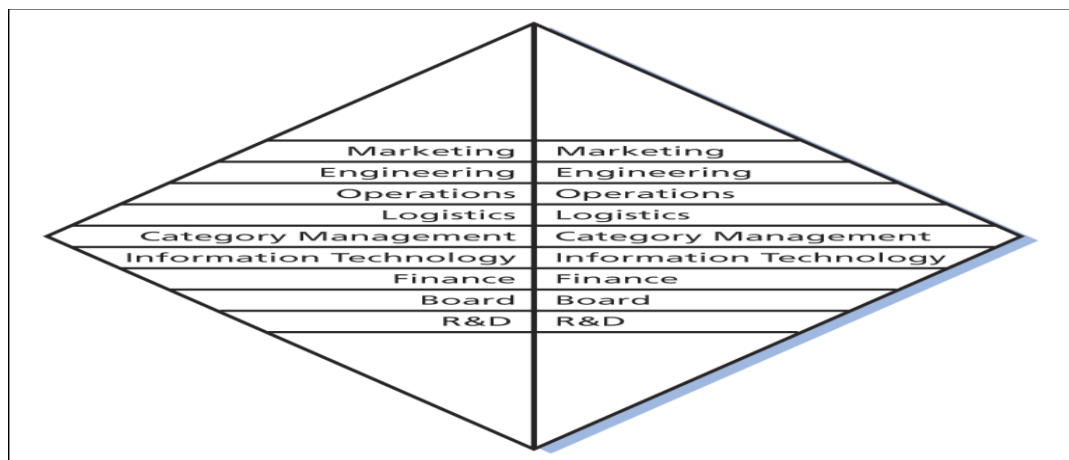 Marketing Marketing
Engineering Engineering
Operations Operations
Logistics Logistics
Category Management Category Management
Information Technology Information Technology
Finance Finance
Board Board
R&D R&D